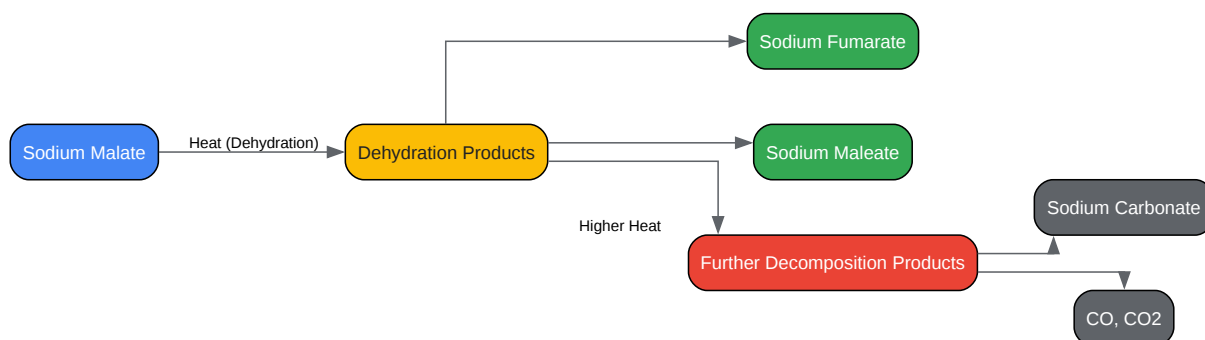 Sodium Fumarate
Sodium Malate
Heat (Dehydration)
Dehydration Products
Sodium Maleate
Higher Heat
Further Decomposition Products
Sodium Carbonate
CO, CO2